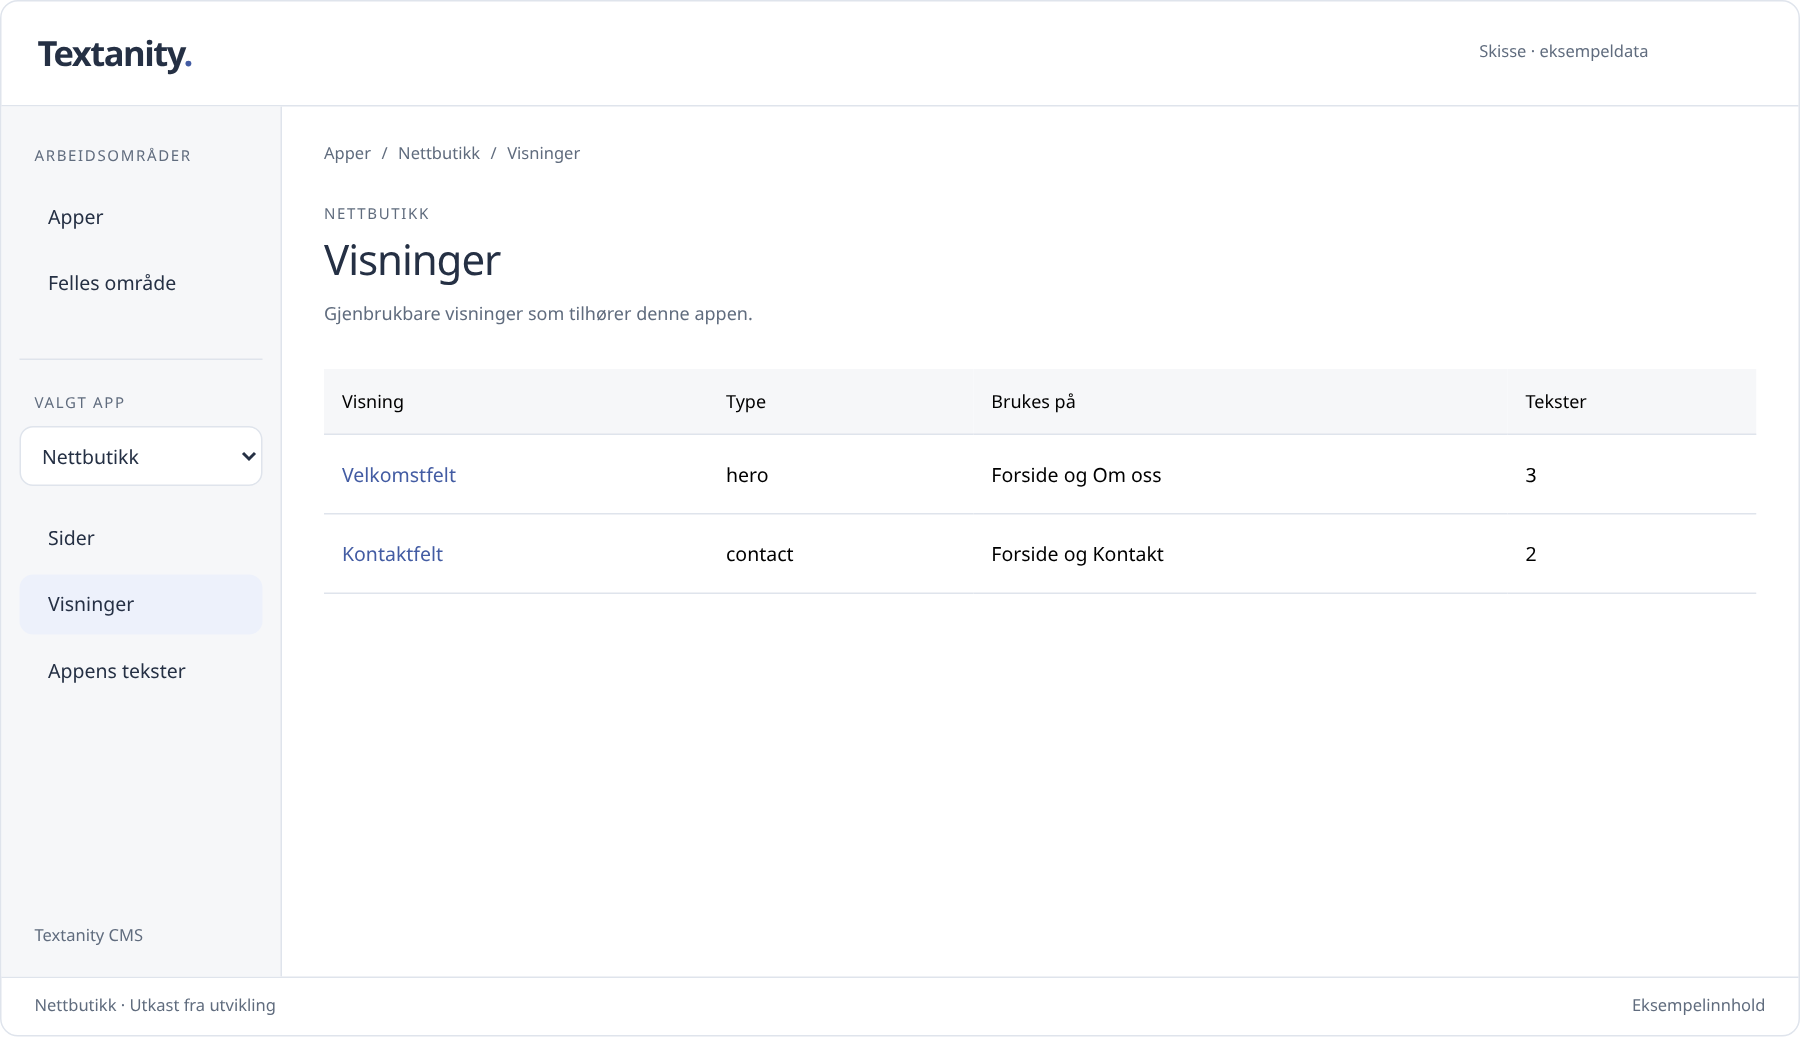 Textanity.
Skisse · eksempeldata
ARBEIDSOMRÅDER
Apper
Felles område
VALGT APP
Nettbutikk
Sider
Visninger
Appens tekster
Textanity CMS
Apper / Nettbutikk / Visninger
NETTBUTIKK
Visninger
Gjenbrukbare visninger som tilhører denne appen.
Visning Type Brukes på Tekster
Velkomstfelt hero Forside og Om oss 3
Kontaktfelt contact Forside og Kontakt 2
Nettbutikk · Utkast fra utvikling
Eksempelinnhold